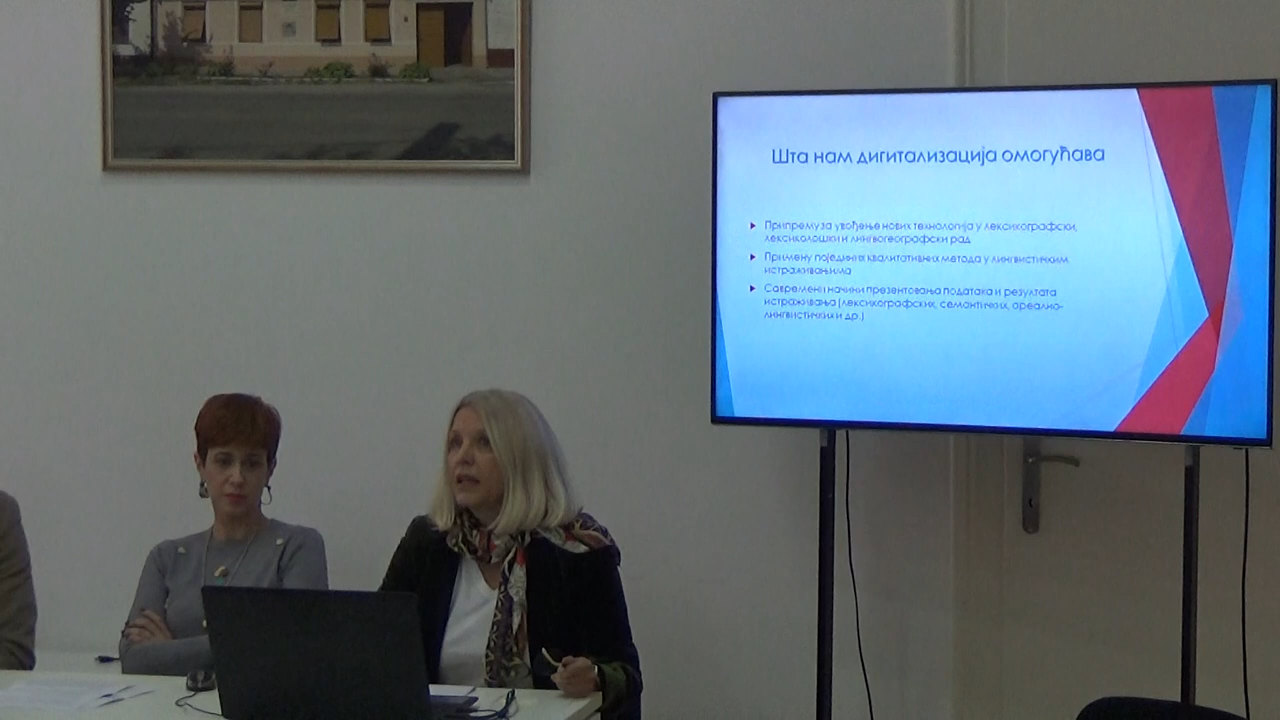 Шта нам дигитализација омогућава
Припрему за увођење нових технологија у лексикографски,
лексиколошки и лингвогеографски рад
Примену појединих квалитативних метода у лингвистичким
истраживањима
Савремени начини презентовања података и резултата
истраживања (лексикографских, семантичких, ареално-
лингвистичких и др.)